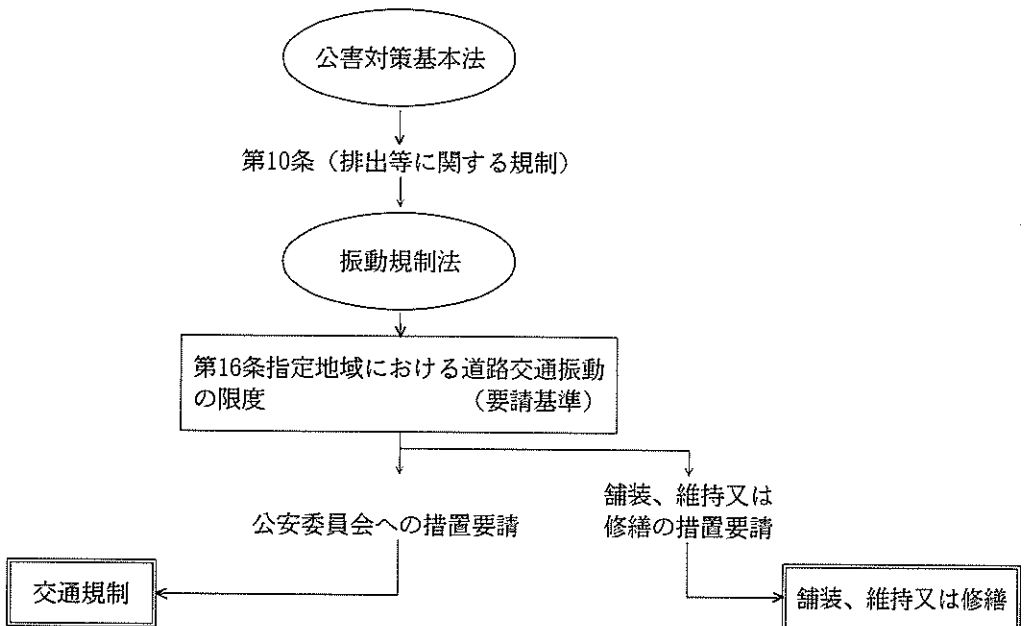 公害対策基本法
第10条（排出等に関する規制）
振動規制法
第16条指定地域における道路交通振動
の限度　（要請基準）
公安委員会への措置要請
舗装、維持又は
修繕の措置要請
交通規制
舗装、維持又は修繕